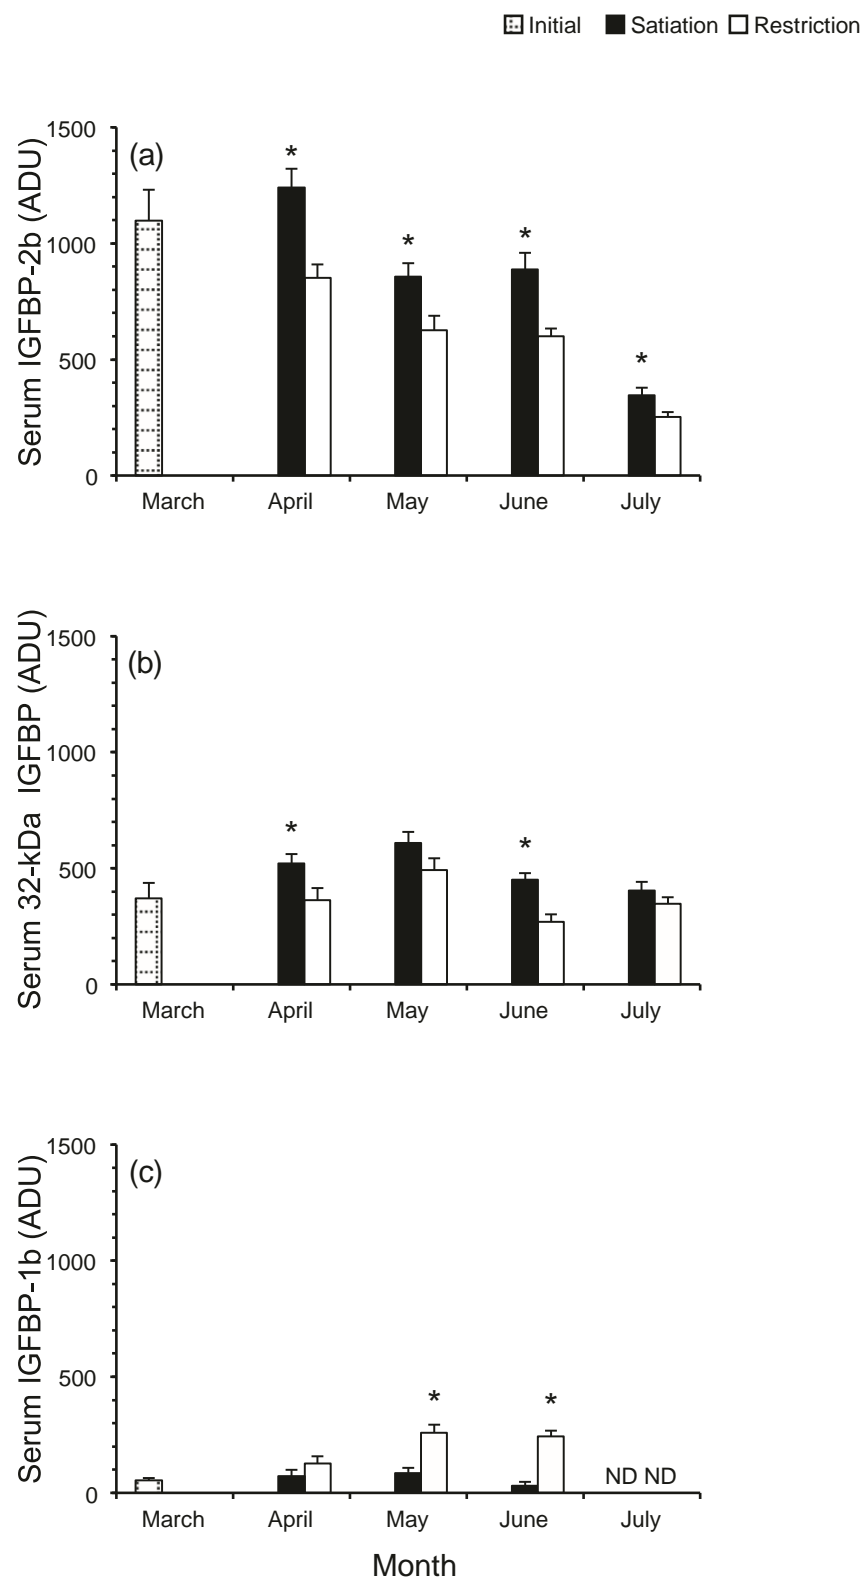 Initial Satiation Restriction
Serum IGFBP-2b (ADU)
(a)
1500
1000
500
0
*
*
*
*
March April May June July
Serum 32-kDa IGFBP (ADU)
(b)
1500
1000
500
0
*
*
March April May June July
Serum IGFBP-1b (ADU)
(c)
1500
1000
500
0
*
*
ND ND
March April May June July
Month